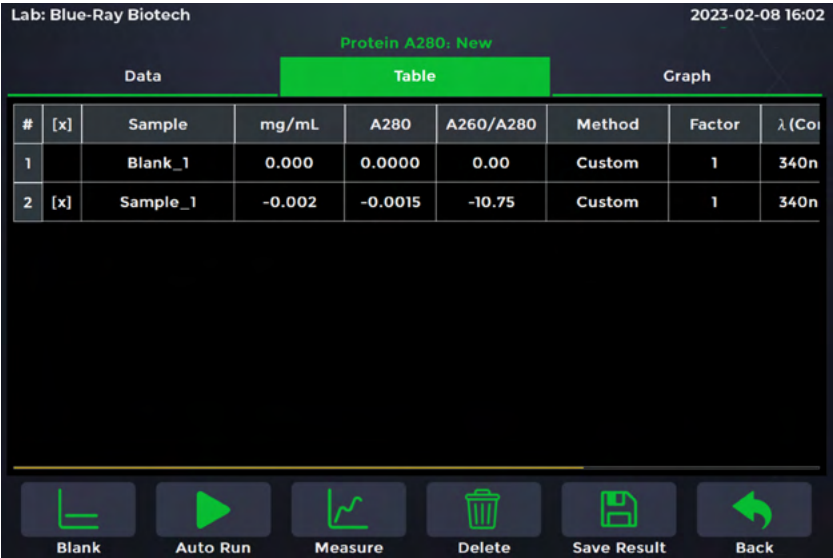 Lab: Blue-Ray Biotech 2023-02-08 16:02
Protein A280: New
Data Table Graph
# [x] Sample mg/mL A280 A260/A280 Method Factor λ (Cor
1 Blank_1 0.000 0.0000 0.00 Custom 1 340n
2 [x] Sample_1 -0.002 -0.0015 -10.75 Custom 1 340n
Blank Auto Run Measure Delete Save Result Back